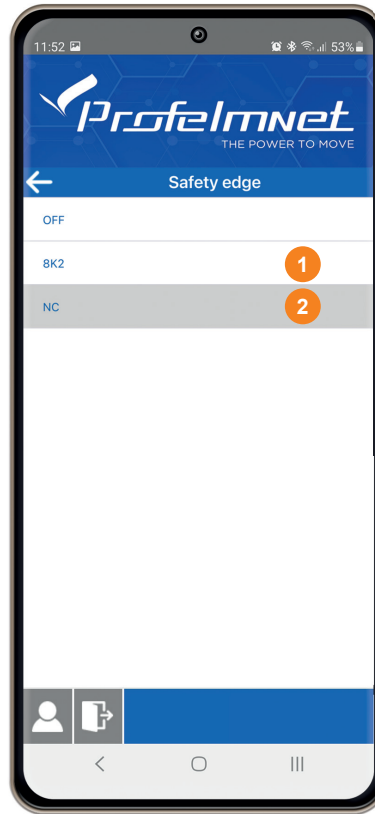 11:52 53%
Profelmnet
THE POWER TO MOVE
Safety edge
OFF
8K2 1
NC 2